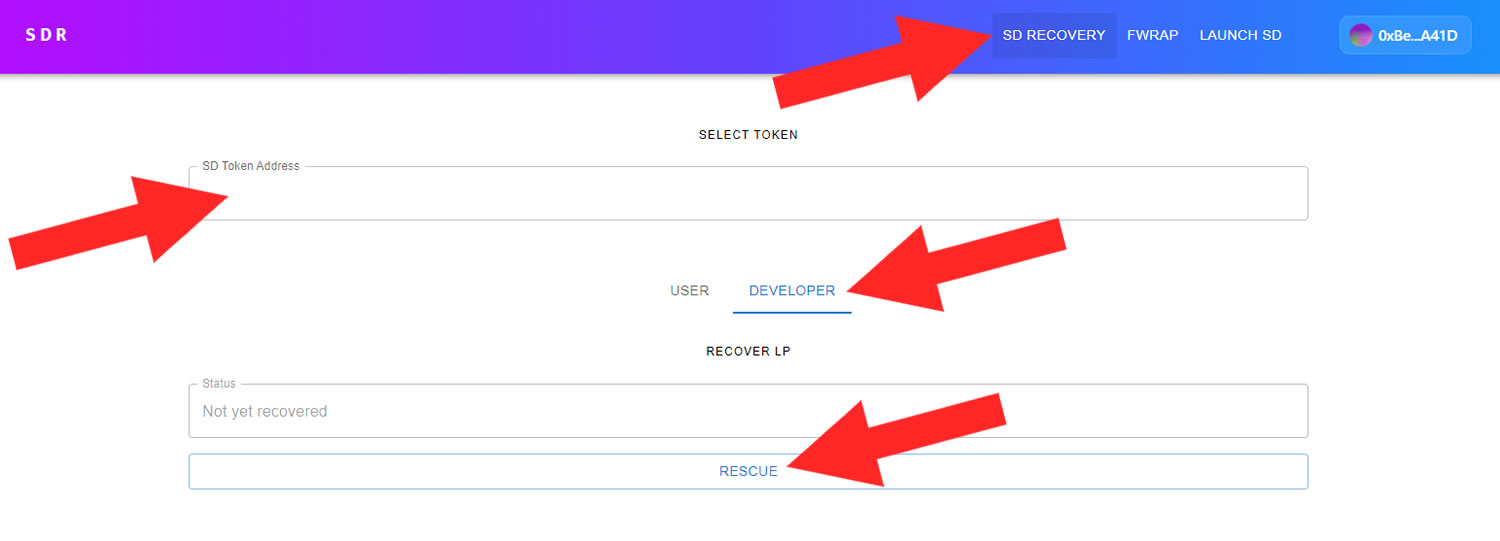 SDR
SD RECOVERY
FWRAP
LAUNCH SD
0xBe...A41D
SELECT TOKEN
SD Token Address
USER
DEVELOPER
RECOVER LP
Status
Not yet recovered
RESCUE